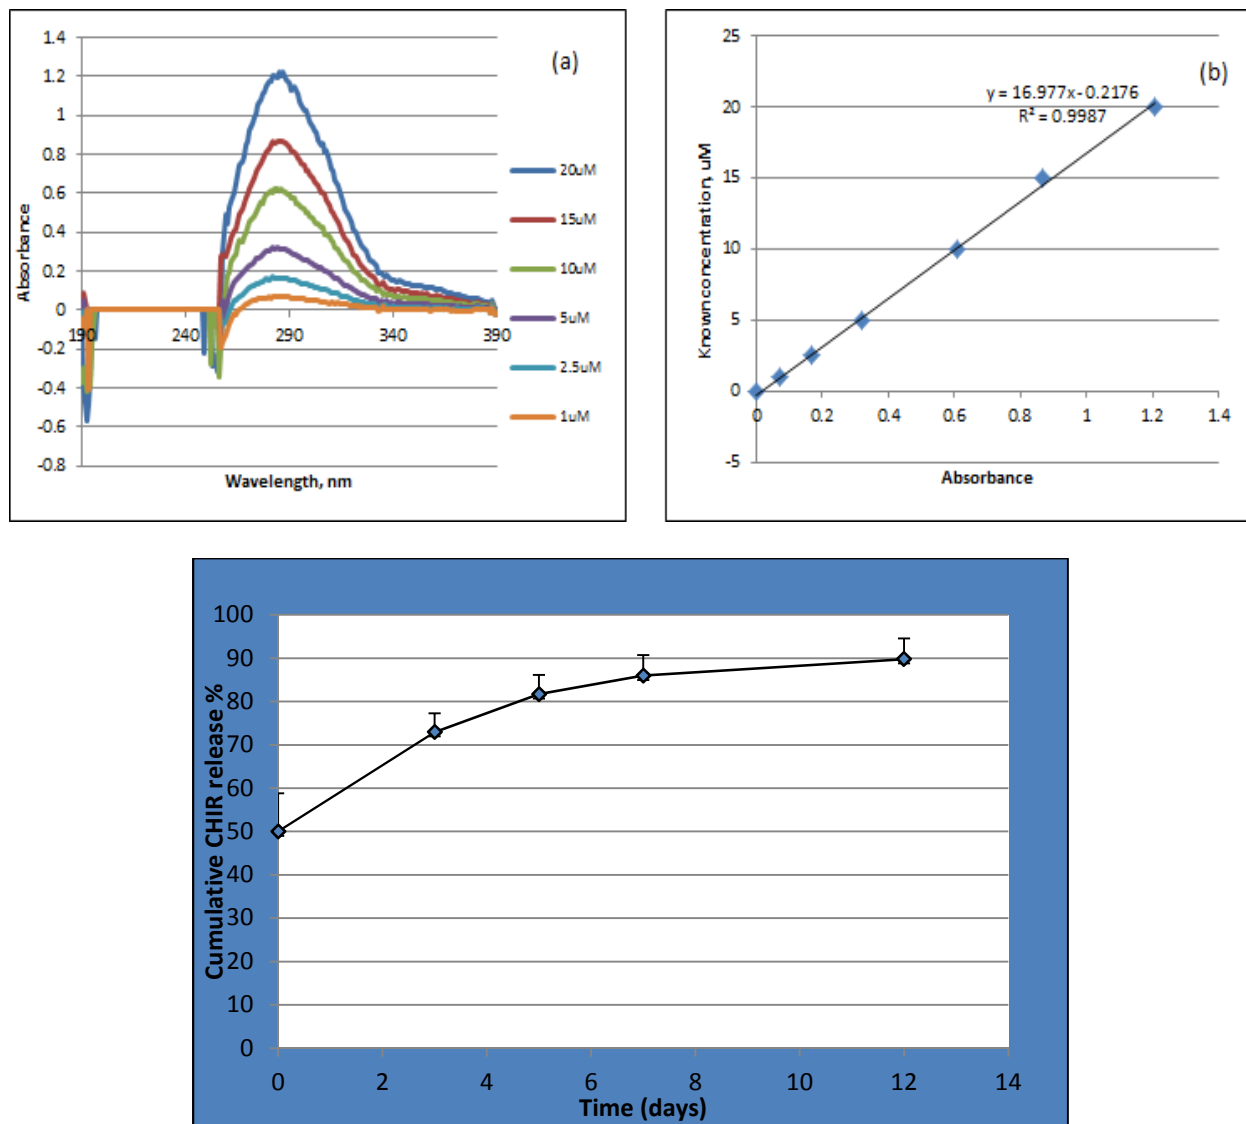 (a)
1.4
1.2
1
0.8
0.6
0.4
0.2
0
-0.2
-0.4
-0.6
-0.8
190 240 290 340 390
Absorbance
Wavelength, nm
20uM
15uM
10uM
5uM
2.5uM
1uM
(b)
y = 16.977x - 0.2176
R² = 0.9987
25
20
15
10
5
0
-5
0 0.2 0.4 0.6 0.8 1 1.2 1.4
Known concentration, uM
Absorbance
100
90
80
70
60
50
40
30
20
10
0
0 2 4 6 8 10 12 14
Cumulative CHIR release %
Time (days)